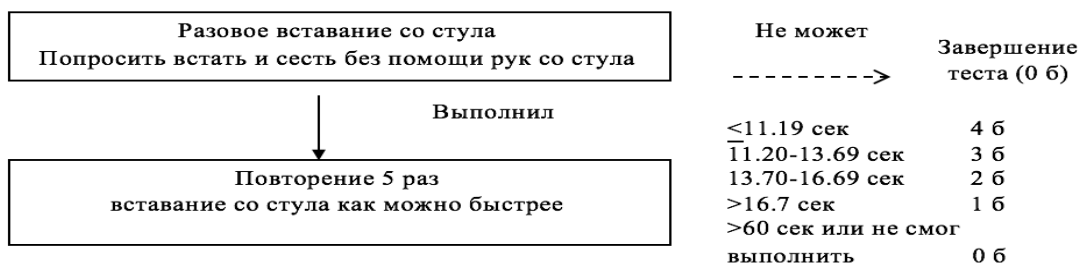 Разовое вставание со стула
Попросить встать и сесть без помощи рук со стула
Не может
Завершение
теста (0 б)
Выполнил
Повторение 5 раз
вставание со стула как можно быстрее
≤11.19 сек 4 б
11.20-13.69 сек 3 б
13.70-16.69 сек 2 б
>16.7 сек 1 б
>60 сек или не смог
выполнить 0 б